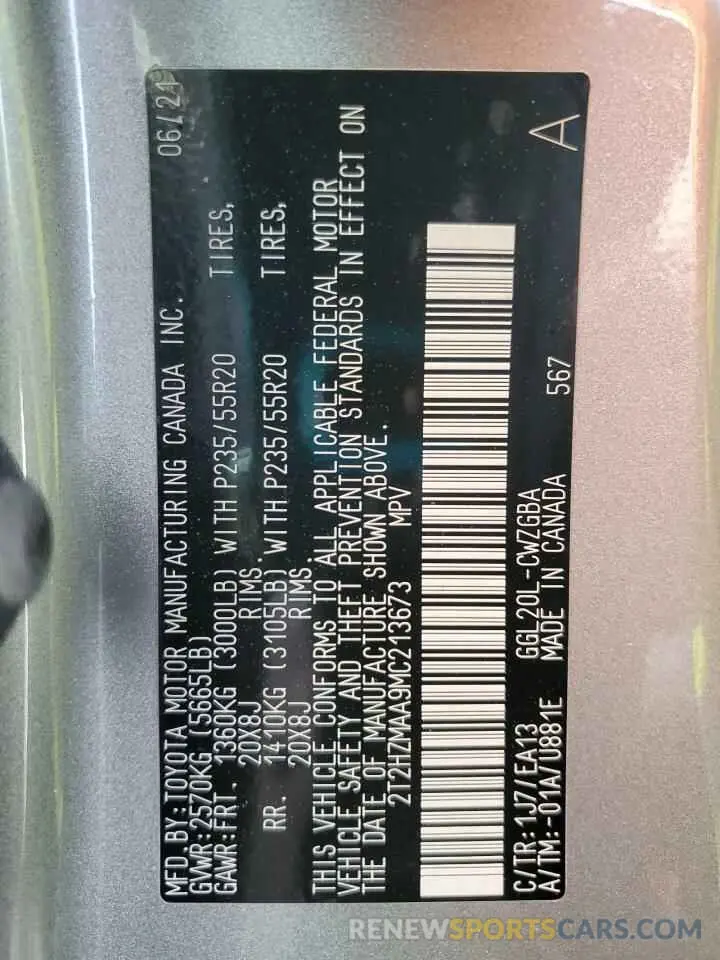 MFD.BY:TOYOTA MOTOR MANUFACTURING CANADA INC. 06/21
GVWR:2570KG (5665LB)
GAWR:FRT. 1360KG (3000LB) WITH P235/55R20 TIRES,
20X8J RIMS.
RR. 1410KG (3105LB) WITH P235/55R20 TIRES,
20X8J RIMS.
THIS VEHICLE CONFORMS TO ALL APPLICABLE FEDERAL MOTOR
VEHICLE SAFETY AND THEFT PREVENTION STANDARDS IN EFFECT ON
THE DATE OF MANUFACTURE SHOWN ABOVE.
2T2HZMAA9MC213673 MPV
C/TR:1J7/EA13 GGL20L-CWZGBA
A/TM:-01A/U881E MADE IN CANADA 567
A
RENEWSPORTSCARS.COM